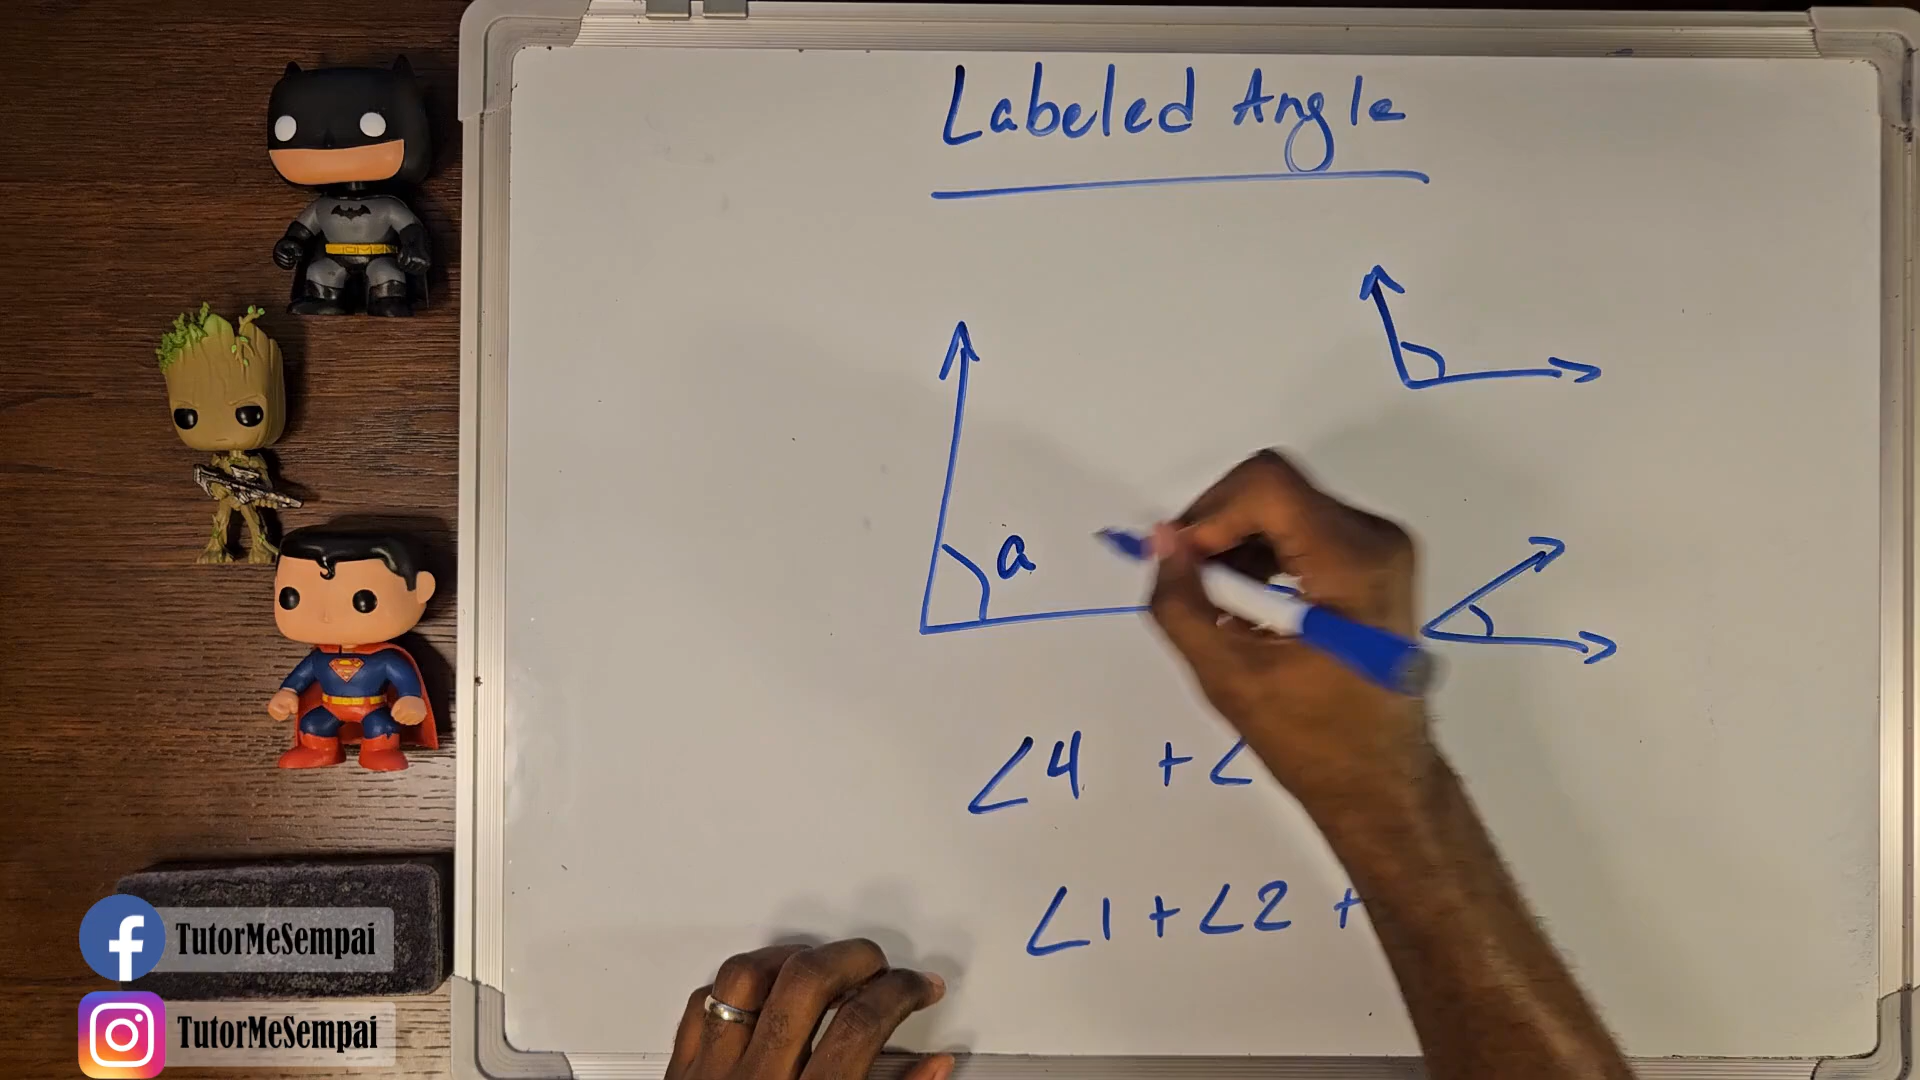 Labeled Angle
a
∠4 + ∠
∠1 + ∠2 +
TutorMeSempai
TutorMeSempai